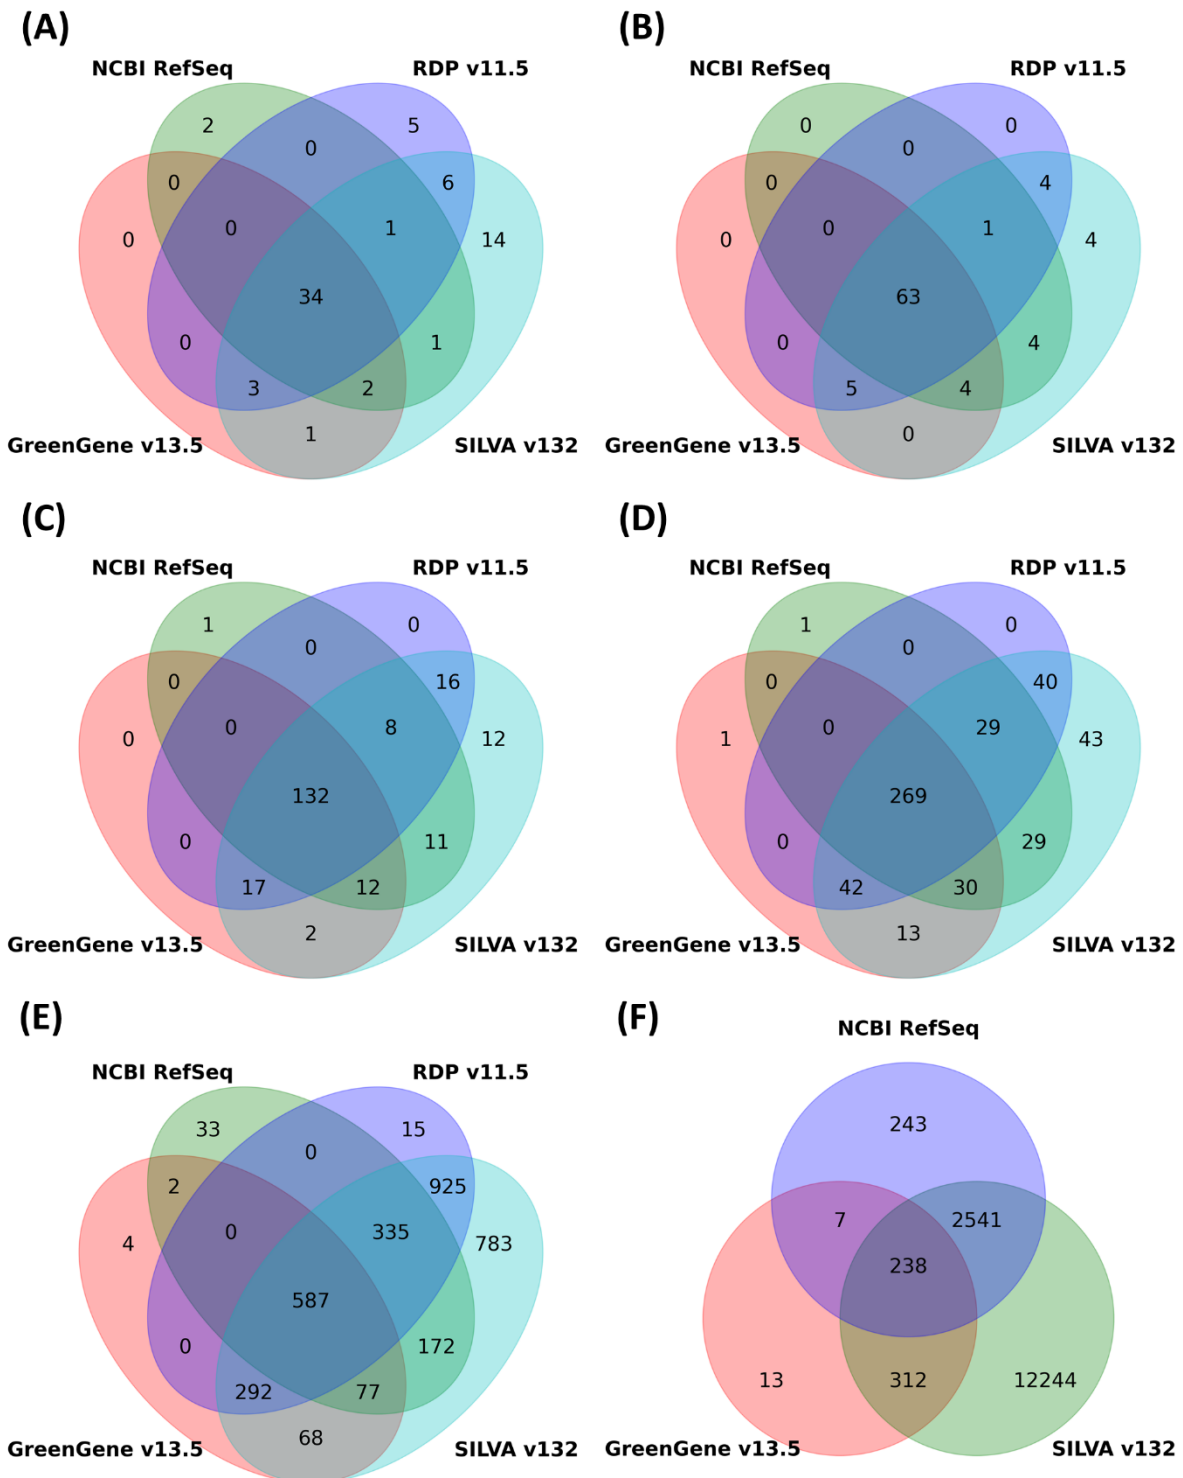 (A) (B)
NCBI RefSeq RDP v11.5 NCBI RefSeq RDP v11.5
2 0 5 0 0 0
0 6 0 4
0 0 1 14 0 0 1 4
34 63
0 1 0 4
3 2 5 4
GreenGene v13.5 1 SILVA v132 GreenGene v13.5 0 SILVA v132
(C) (D)
NCBI RefSeq RDP v11.5 NCBI RefSeq RDP v11.5
1 0 0 1 0 0
0 16 0 40
0 0 8 12 1 0 29 43
132 269
0 11 0 29
17 12 42 30
GreenGene v13.5 2 SILVA v132 GreenGene v13.5 13 SILVA v132
(E) (F)
NCBI RefSeq
NCBI RefSeq RDP v11.5
33 0 15 243
2 925
4 0 335 783 7 2541
587 238
0 172
292 77 13 312 12244
GreenGene v13.5 68 SILVA v132 GreenGene v13.5 SILVA v132